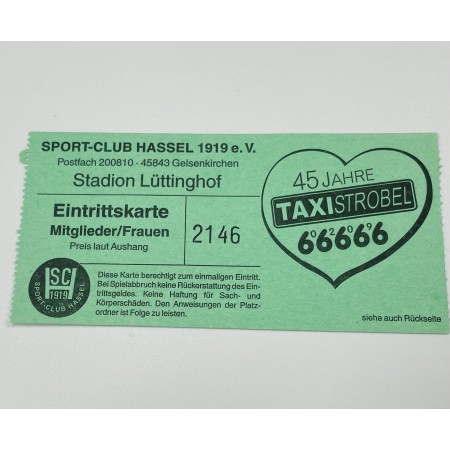 SPORT-CLUB HASSEL 1919 e.V.
Postfach 200810 · 45843 Gelsenkirchen
Stadion Lüttinghof
Eintrittskarte
Mitglieder/Frauen
Preis laut Aushang
2146
45 JAHRE
TAXISTROBEL
666666
Diese Karte berechtigt zum einmaligen Eintritt.
Bei Spielabbruch keine Rückerstattung des Ein-
trittsgeldes. Keine Haftung für Sach- und
Körperschäden. Den Anweisungen der Platz-
ordner ist Folge zu leisten.
SC
1919
SPORT-CLUB HASSEL
siehe auch Rückseite